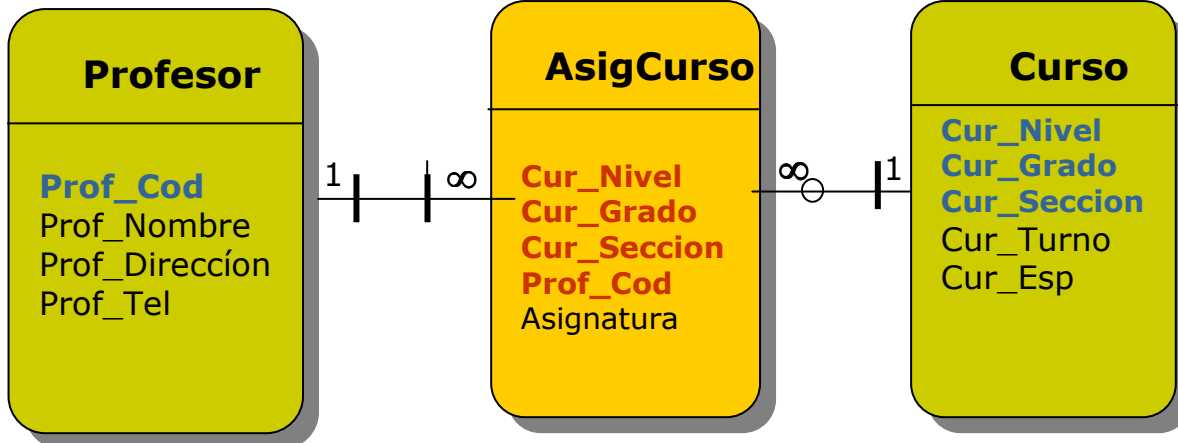 Profesor
Prof_Cod
Prof_Nombre
Prof_Direccíon
Prof_Tel
1
∞
AsigCurso
Cur_Nivel
Cur_Grado
Cur_Seccion
Prof_Cod
Asignatura
∞
1
Curso
Cur_Nivel
Cur_Grado
Cur_Seccion
Cur_Turno
Cur_Esp